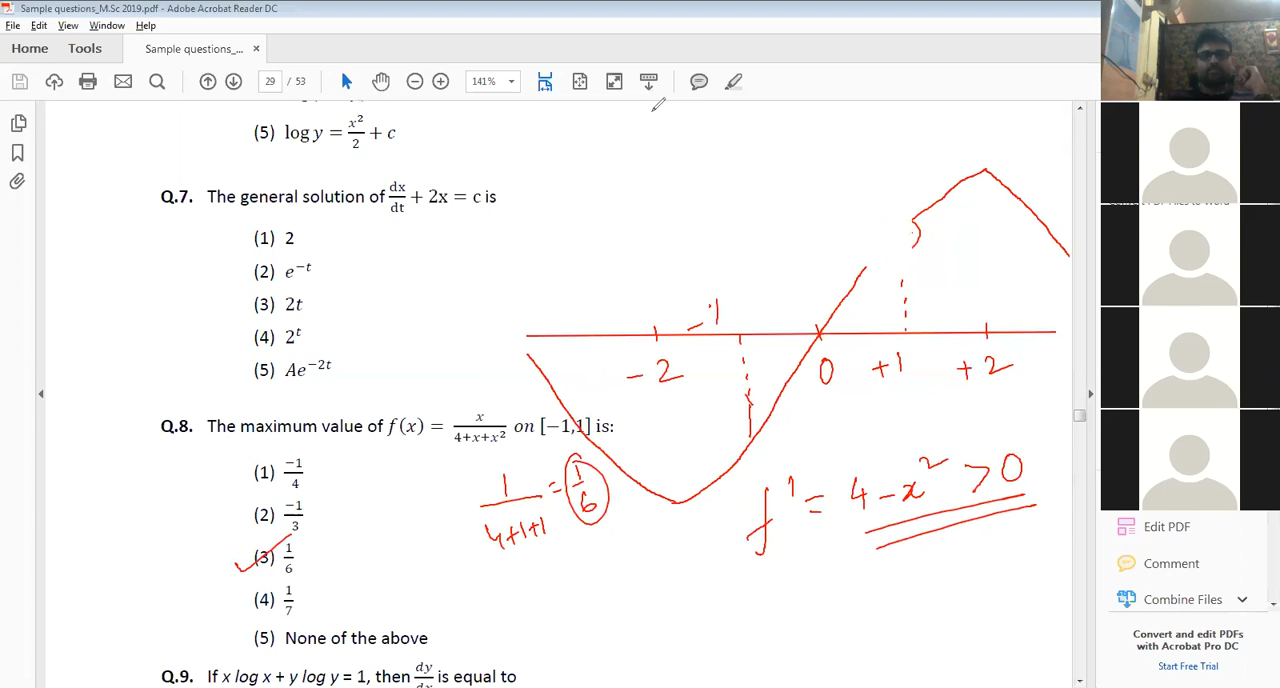 Sample questions_M.Sc 2019.pdf - Adobe Acrobat Reader DC
File Edit View Window Help
Home Tools Sample questions_... ×
29 / 53 141%
(5) log y = x²/2 + c
Q.7. The general solution of dx/dt + 2x = c is
(1) 2
(2) e⁻ᵗ
(3) 2t
(4) 2ᵗ
(5) Ae⁻²ᵗ
-1
-2 0 +1 +2
Q.8. The maximum value of f(x) = x/(4+x+x²) on [−1,1] is:
(1) −1/4
(2) −1/3
(3) 1/6
(4) 1/7
(5) None of the above
1/(4+1+1) = 1/6
f' = 4 - x² > 0
Q.9. If x log x + y log y = 1, then dy/dx is equal to
Edit PDF
Comment
Combine Files
Convert and edit PDFs
with Acrobat Pro DC
Start Free Trial